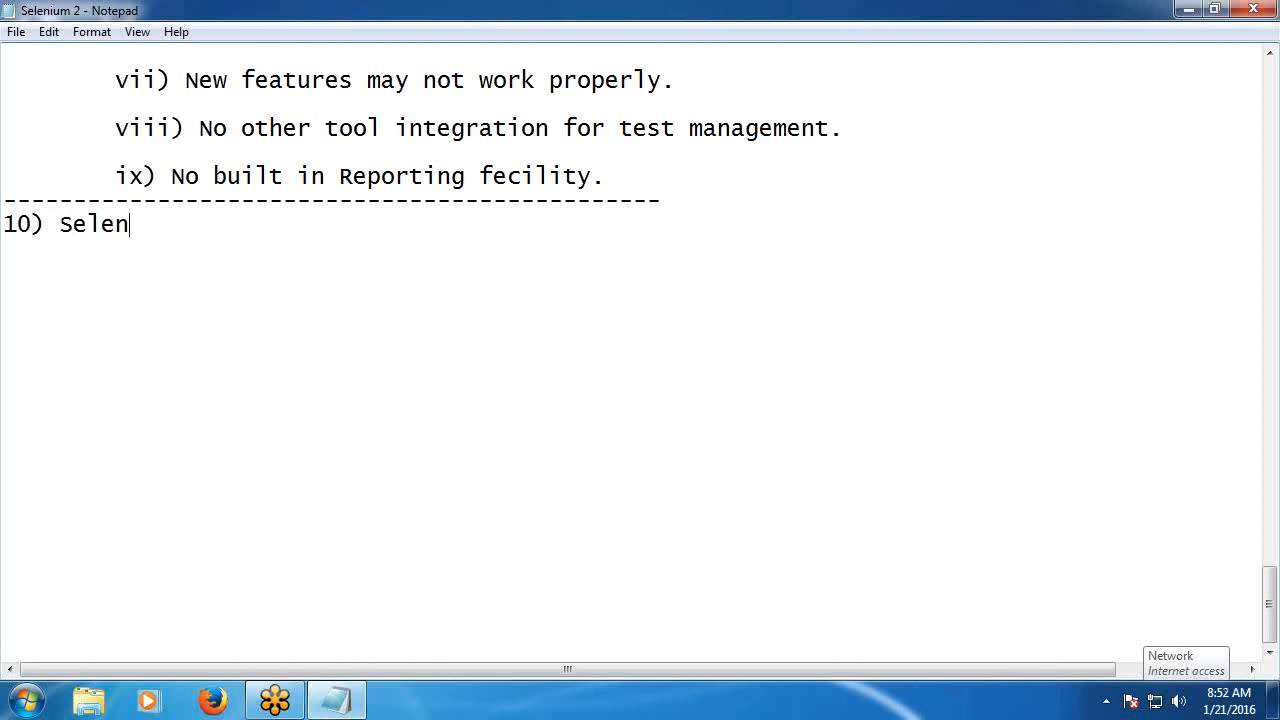 Selenium 2 - Notepad
File Edit Format View Help
vii) New features may not work properly.
viii) No other tool integration for test management.
ix) No built in Reporting fecility.
-----------------------------------------------
10) Selen
Network
Internet access
8:52 AM
1/21/2016